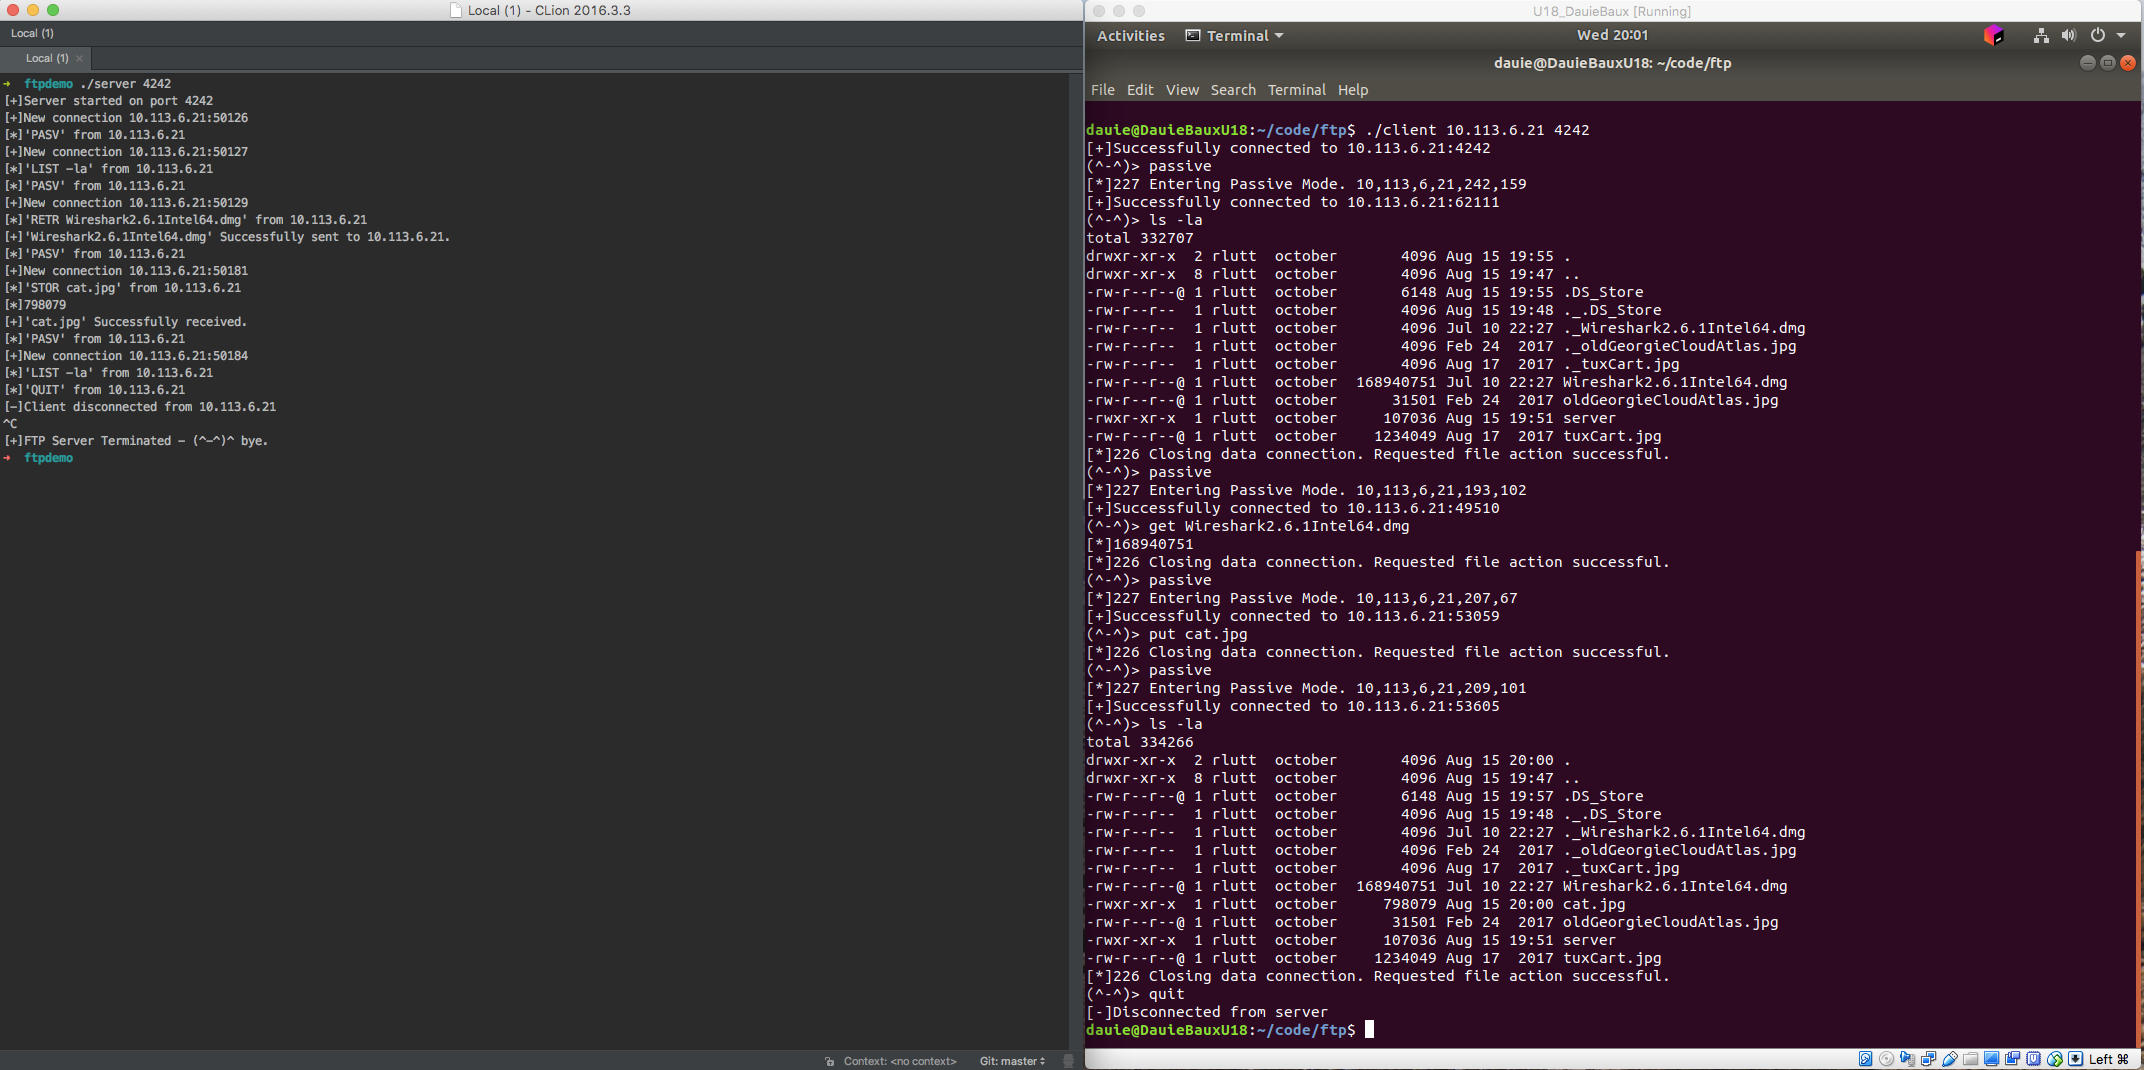 Local (1) - CLion 2016.3.3
Local (1)
Local (1)
➜  ftpdemo ./server 4242
[+]Server started on port 4242
[+]New connection 10.113.6.21:50126
[*]'PASV' from 10.113.6.21
[+]New connection 10.113.6.21:50127
[*]'LIST -la' from 10.113.6.21
[*]'PASV' from 10.113.6.21
[+]New connection 10.113.6.21:50129
[*]'RETR Wireshark2.6.1Intel64.dmg' from 10.113.6.21
[+]'Wireshark2.6.1Intel64.dmg' Successfully sent to 10.113.6.21.
[*]'PASV' from 10.113.6.21
[+]New connection 10.113.6.21:50181
[*]'STOR cat.jpg' from 10.113.6.21
[*]798079
[+]'cat.jpg' Successfully received.
[*]'PASV' from 10.113.6.21
[+]New connection 10.113.6.21:50184
[*]'LIST -la' from 10.113.6.21
[*]'QUIT' from 10.113.6.21
[-]Client disconnected from 10.113.6.21
^C
[+]FTP Server Terminated - (^-^)^ bye.
➜  ftpdemo
Context: <no context>
Git: master
U18_DauieBaux [Running]
Activities
Terminal
Wed 20:01
dauie@DauieBauxU18: ~/code/ftp
File Edit View Search Terminal Help
dauie@DauieBauxU18:~/code/ftp$ ./client 10.113.6.21 4242
[+]Successfully connected to 10.113.6.21:4242
(^-^)> passive
[*]227 Entering Passive Mode. 10,113,6,21,242,159
[+]Successfully connected to 10.113.6.21:62111
(^-^)> ls -la
total 332707
drwxr-xr-x  2 rlutt  october       4096 Aug 15 19:55 .
drwxr-xr-x  8 rlutt  october       4096 Aug 15 19:47 ..
-rw-r--r--@ 1 rlutt  october       6148 Aug 15 19:55 .DS_Store
-rw-r--r--  1 rlutt  october       4096 Aug 15 19:48 ._.DS_Store
-rw-r--r--  1 rlutt  october       4096 Jul 10 22:27 ._Wireshark2.6.1Intel64.dmg
-rw-r--r--  1 rlutt  october       4096 Feb 24  2017 ._oldGeorgieCloudAtlas.jpg
-rw-r--r--  1 rlutt  october       4096 Aug 17  2017 ._tuxCart.jpg
-rw-r--r--@ 1 rlutt  october  168940751 Jul 10 22:27 Wireshark2.6.1Intel64.dmg
-rw-r--r--@ 1 rlutt  october      31501 Feb 24  2017 oldGeorgieCloudAtlas.jpg
-rwxr-xr-x  1 rlutt  october     107036 Aug 15 19:51 server
-rw-r--r--@ 1 rlutt  october    1234049 Aug 17  2017 tuxCart.jpg
[*]226 Closing data connection. Requested file action successful.
(^-^)> passive
[*]227 Entering Passive Mode. 10,113,6,21,193,102
[+]Successfully connected to 10.113.6.21:49510
(^-^)> get Wireshark2.6.1Intel64.dmg
[*]168940751
[*]226 Closing data connection. Requested file action successful.
(^-^)> passive
[*]227 Entering Passive Mode. 10,113,6,21,207,67
[+]Successfully connected to 10.113.6.21:53059
(^-^)> put cat.jpg
[*]226 Closing data connection. Requested file action successful.
(^-^)> passive
[*]227 Entering Passive Mode. 10,113,6,21,209,101
[+]Successfully connected to 10.113.6.21:53605
(^-^)> ls -la
total 334266
drwxr-xr-x  2 rlutt  october       4096 Aug 15 20:00 .
drwxr-xr-x  8 rlutt  october       4096 Aug 15 19:47 ..
-rw-r--r--@ 1 rlutt  october       6148 Aug 15 19:57 .DS_Store
-rw-r--r--  1 rlutt  october       4096 Aug 15 19:48 ._.DS_Store
-rw-r--r--  1 rlutt  october       4096 Jul 10 22:27 ._Wireshark2.6.1Intel64.dmg
-rw-r--r--  1 rlutt  october       4096 Feb 24  2017 ._oldGeorgieCloudAtlas.jpg
-rw-r--r--  1 rlutt  october       4096 Aug 17  2017 ._tuxCart.jpg
-rw-r--r--@ 1 rlutt  october  168940751 Jul 10 22:27 Wireshark2.6.1Intel64.dmg
-rwxr-xr-x  1 rlutt  october     798079 Aug 15 20:00 cat.jpg
-rw-r--r--@ 1 rlutt  october      31501 Feb 24  2017 oldGeorgieCloudAtlas.jpg
-rwxr-xr-x  1 rlutt  october     107036 Aug 15 19:51 server
-rw-r--r--@ 1 rlutt  october    1234049 Aug 17  2017 tuxCart.jpg
[*]226 Closing data connection. Requested file action successful.
(^-^)> quit
[-]Disconnected from server
dauie@DauieBauxU18:~/code/ftp$
Left ⌘